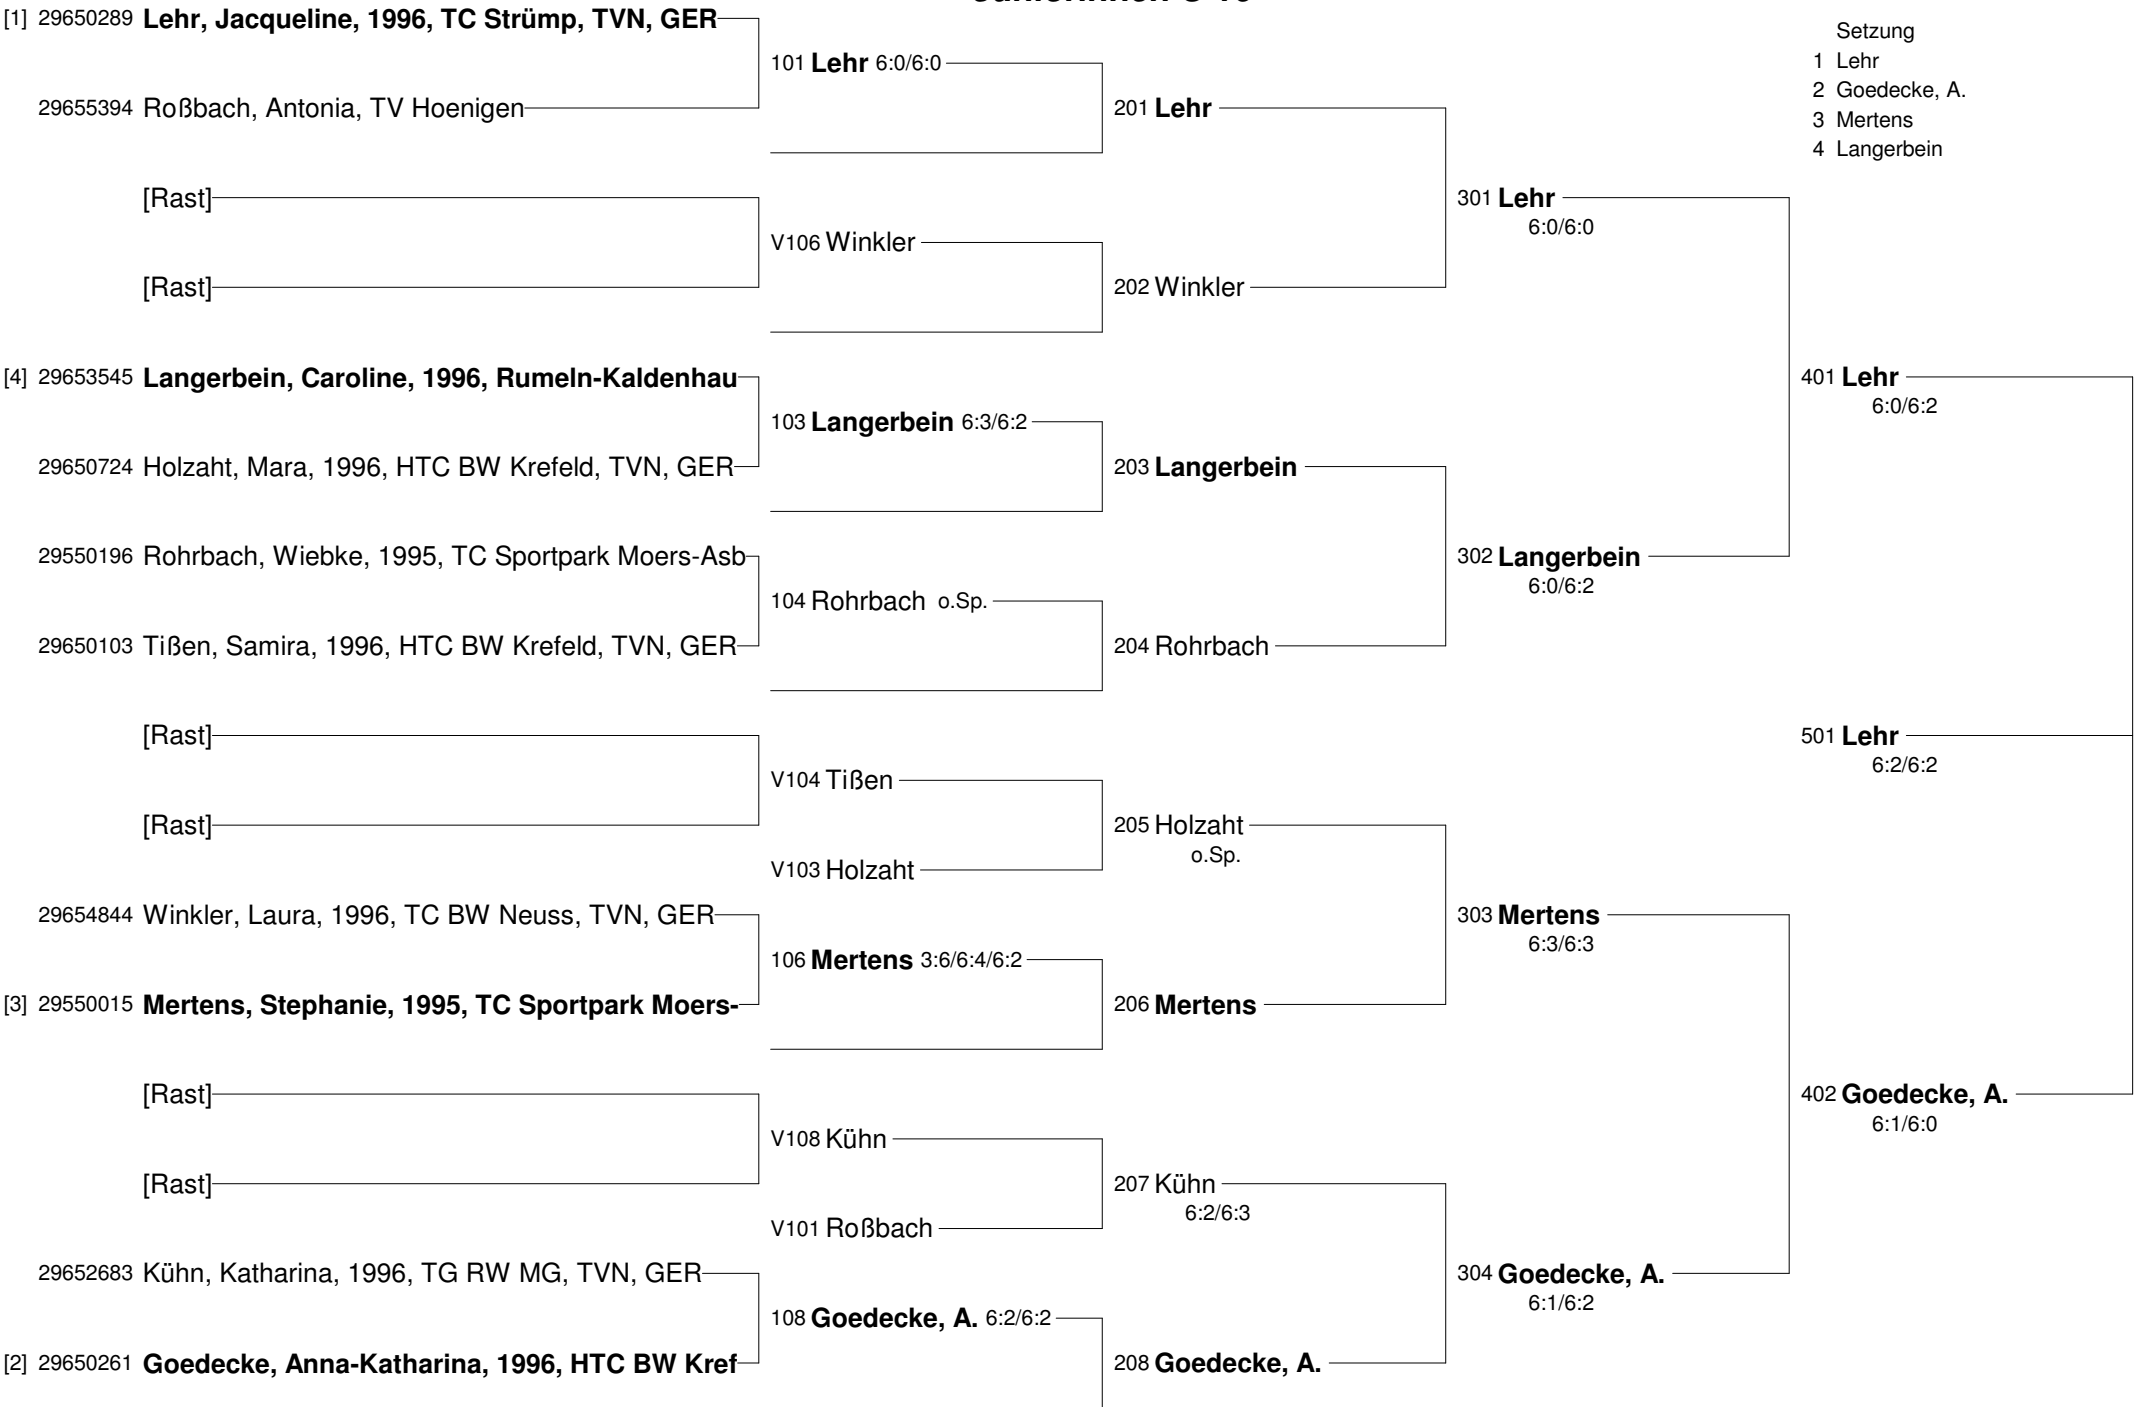 [1] 29650289 Lehr, Jacqueline, 1996, TC Strümp, TVN, GER
101 Lehr 6:0/6:0
29655394 Roßbach, Antonia, TV Hoenigen
201 Lehr
[Rast]
301 Lehr
6:0/6:0
V106 Winkler
[Rast]
202 Winkler
[4] 29653545 Langerbein, Caroline, 1996, Rumeln-Kaldenhau
401 Lehr
6:0/6:2
103 Langerbein 6:3/6:2
29650724 Holzaht, Mara, 1996, HTC BW Krefeld, TVN, GER
203 Langerbein
29550196 Rohrbach, Wiebke, 1995, TC Sportpark Moers-Asb
302 Langerbein
6:0/6:2
104 Rohrbach o.Sp.
29650103 Tißen, Samira, 1996, HTC BW Krefeld, TVN, GER
204 Rohrbach
[Rast]
501 Lehr
6:2/6:2
V104 Tißen
[Rast]
205 Holzaht
o.Sp.
V103 Holzaht
29654844 Winkler, Laura, 1996, TC BW Neuss, TVN, GER
303 Mertens
6:3/6:3
106 Mertens 3:6/6:4/6:2
[3] 29550015 Mertens, Stephanie, 1995, TC Sportpark Moers-
206 Mertens
[Rast]
402 Goedecke, A.
6:1/6:0
V108 Kühn
[Rast]
207 Kühn
6:2/6:3
V101 Roßbach
29652683 Kühn, Katharina, 1996, TG RW MG, TVN, GER
304 Goedecke, A.
6:1/6:2
108 Goedecke, A. 6:2/6:2
[2] 29650261 Goedecke, Anna-Katharina, 1996, HTC BW Kref
208 Goedecke, A.
Setzung
1 Lehr
2 Goedecke, A.
3 Mertens
4 Langerbein